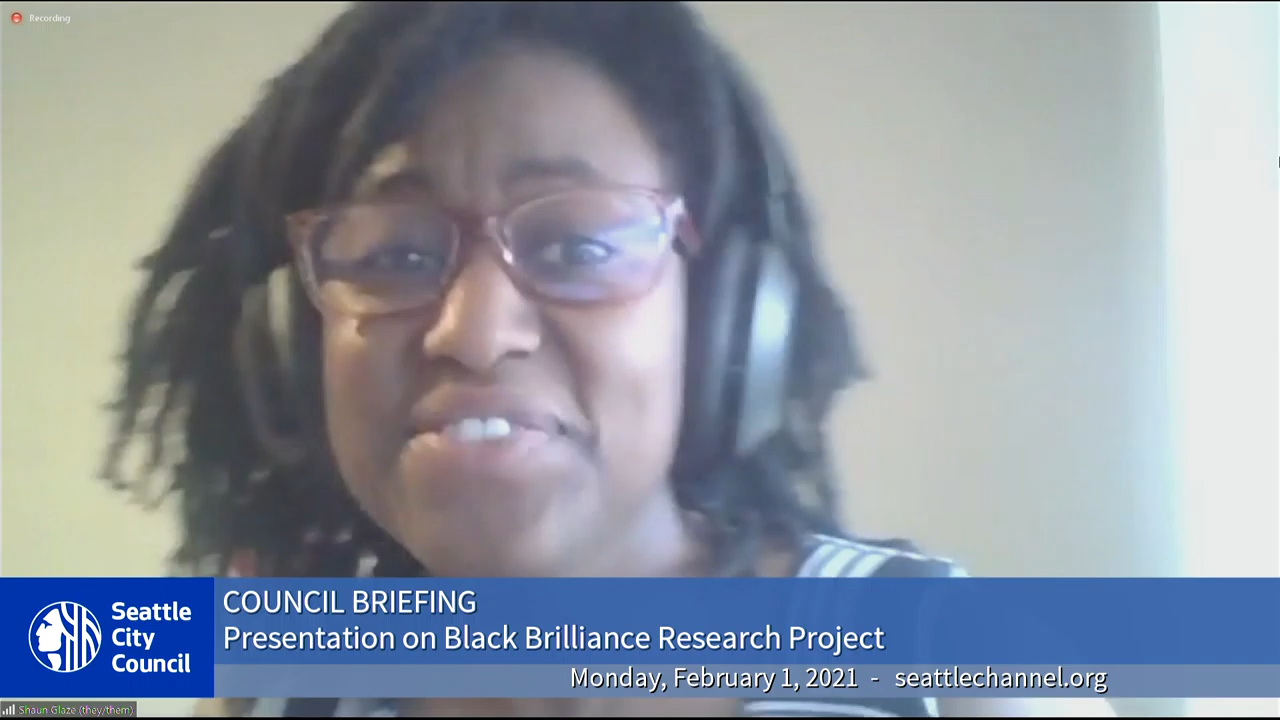 Recording
COUNCIL BRIEFING
Presentation on Black Brilliance Research Project
Seattle
City
Council
Monday, February 1, 2021 - seattlechannel.org
Shaun Glaze (they/them)